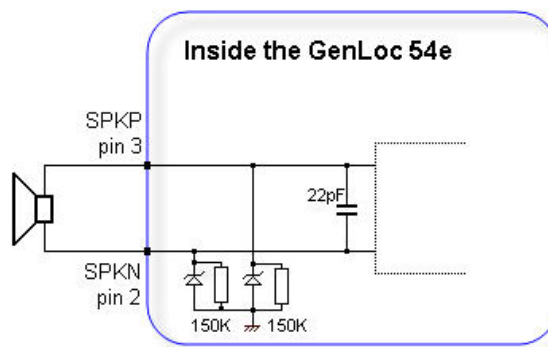 Inside the GenLoc 54e
SPKP
pin 3
22pF
SPKN
pin 2
150K
150K